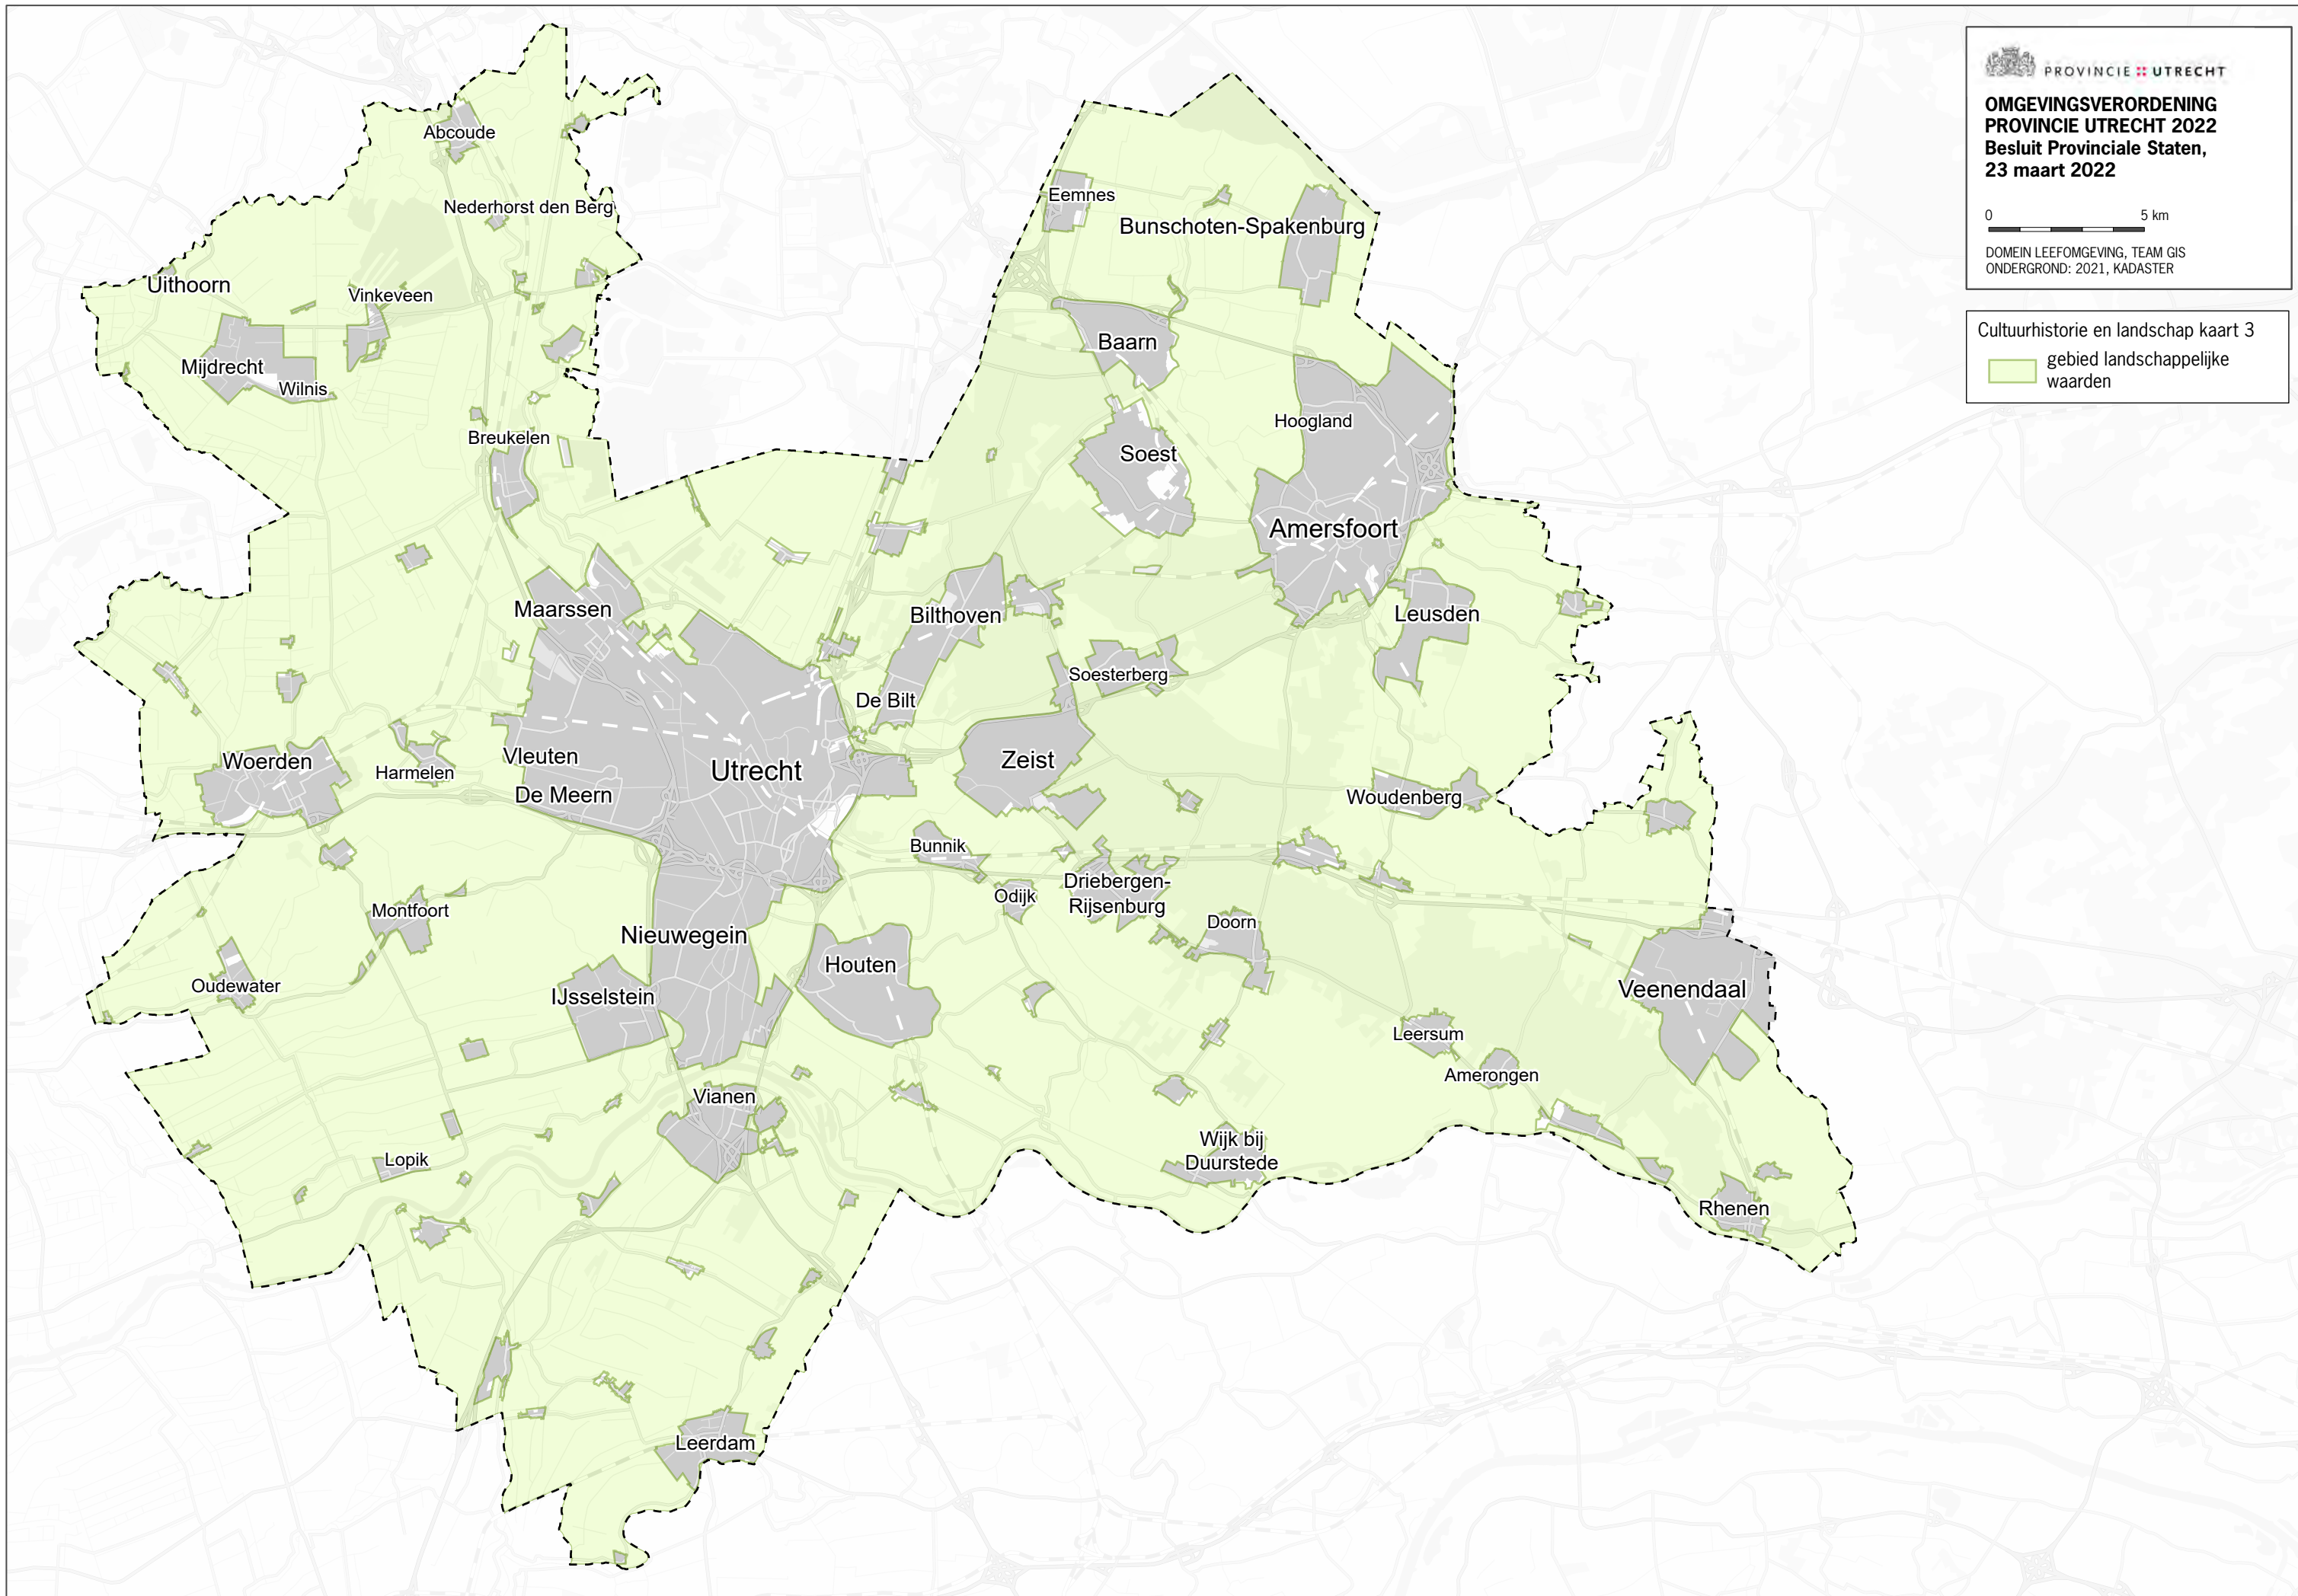 PROVINCIE UTRECHT
OMGEVINGSVERORDENING
PROVINCIE UTRECHT 2022
Besluit Provinciale Staten,
23 maart 2022
0 5 km
DOMEIN LEEFOMGEVING, TEAM GIS
ONDERGROND: 2021, KADASTER
Cultuurhistorie en landschap kaart 3
gebied landschappelijke
waarden
Abcoude
Nederhorst den Berg
Eemnes
Bunschoten-Spakenburg
Uithoorn
Vinkeveen
Baarn
Mijdrecht
Wilnis
Hoogland
Breukelen
Soest
Amersfoort
Maarssen
Bilthoven
Leusden
Soesterberg
De Bilt
Vleuten
Woerden
Harmelen
Utrecht
Zeist
De Meern
Woudenberg
Bunnik
Driebergen-
Rijsenburg
Odijk
Montfoort
Doorn
Nieuwegein
Houten
Oudewater
IJsselstein
Veenendaal
Leersum
Amerongen
Vianen
Wijk bij
Duurstede
Lopik
Rhenen
Leerdam